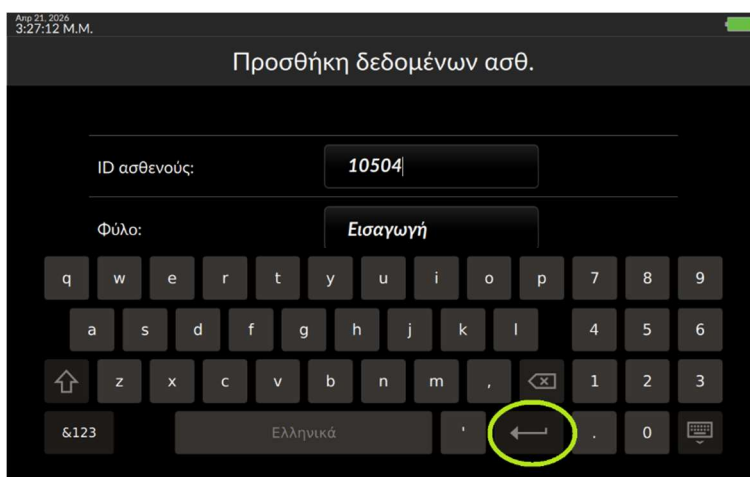 Απρ 21, 2026
3:27:12 Μ.Μ.
Προσθήκη δεδομένων ασθ.
ID ασθενούς:
10504
Φύλο:
Εισαγωγή
q w e r t y u i o p 7 8 9
a s d f g h j k l 4 5 6
z x c v b n m , 1 2 3
&123 Ελληνικά ' . 0